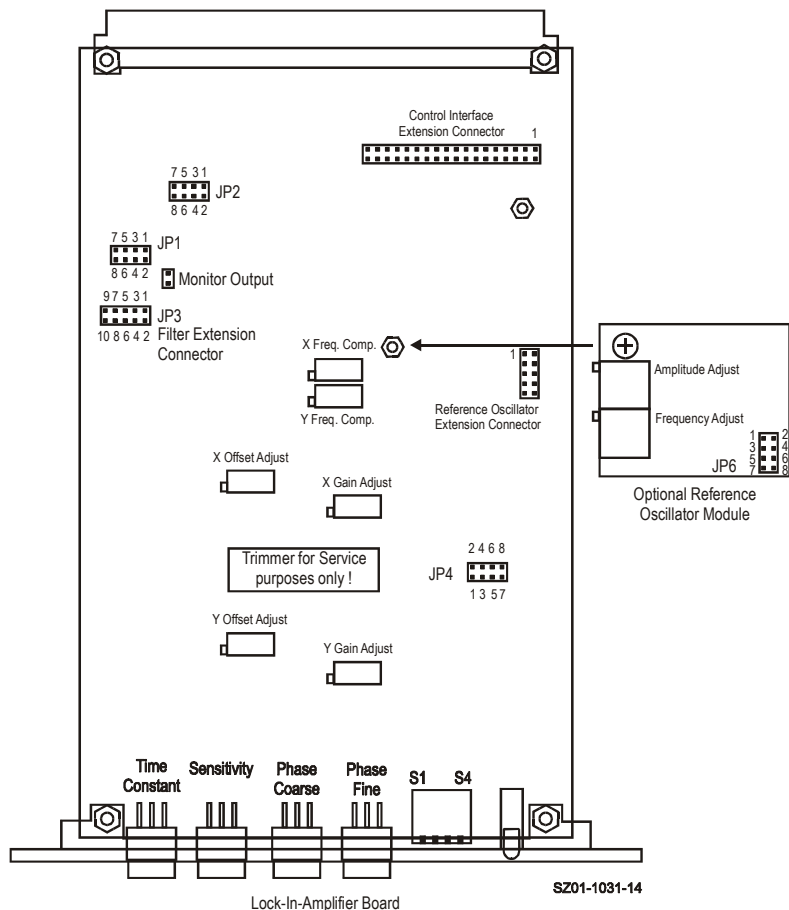 Control Interface
Extension Connector 1
7 5 3 1
JP2
8 6 4 2
7 5 3 1
JP1
8 6 4 2
Monitor Output
9 7 5 3 1
JP3
10 8 6 4 2
Filter Extension
Connector
X Freq. Comp.
Y Freq. Comp.
1
Reference Oscillator
Extension Connector
Amplitude Adjust
Frequency Adjust
1 2
3 4
5 6
7 8
JP6
Optional Reference
Oscillator Module
X Offset Adjust
X Gain Adjust
Trimmer for Service
purposes only !
2 4 6 8
JP4
1 3 5 7
Y Offset Adjust
Y Gain Adjust
Time
Constant
Sensitivity
Phase
Coarse
Phase
Fine
S1 S4
SZ01-1031-14
Lock-In-Amplifier Board